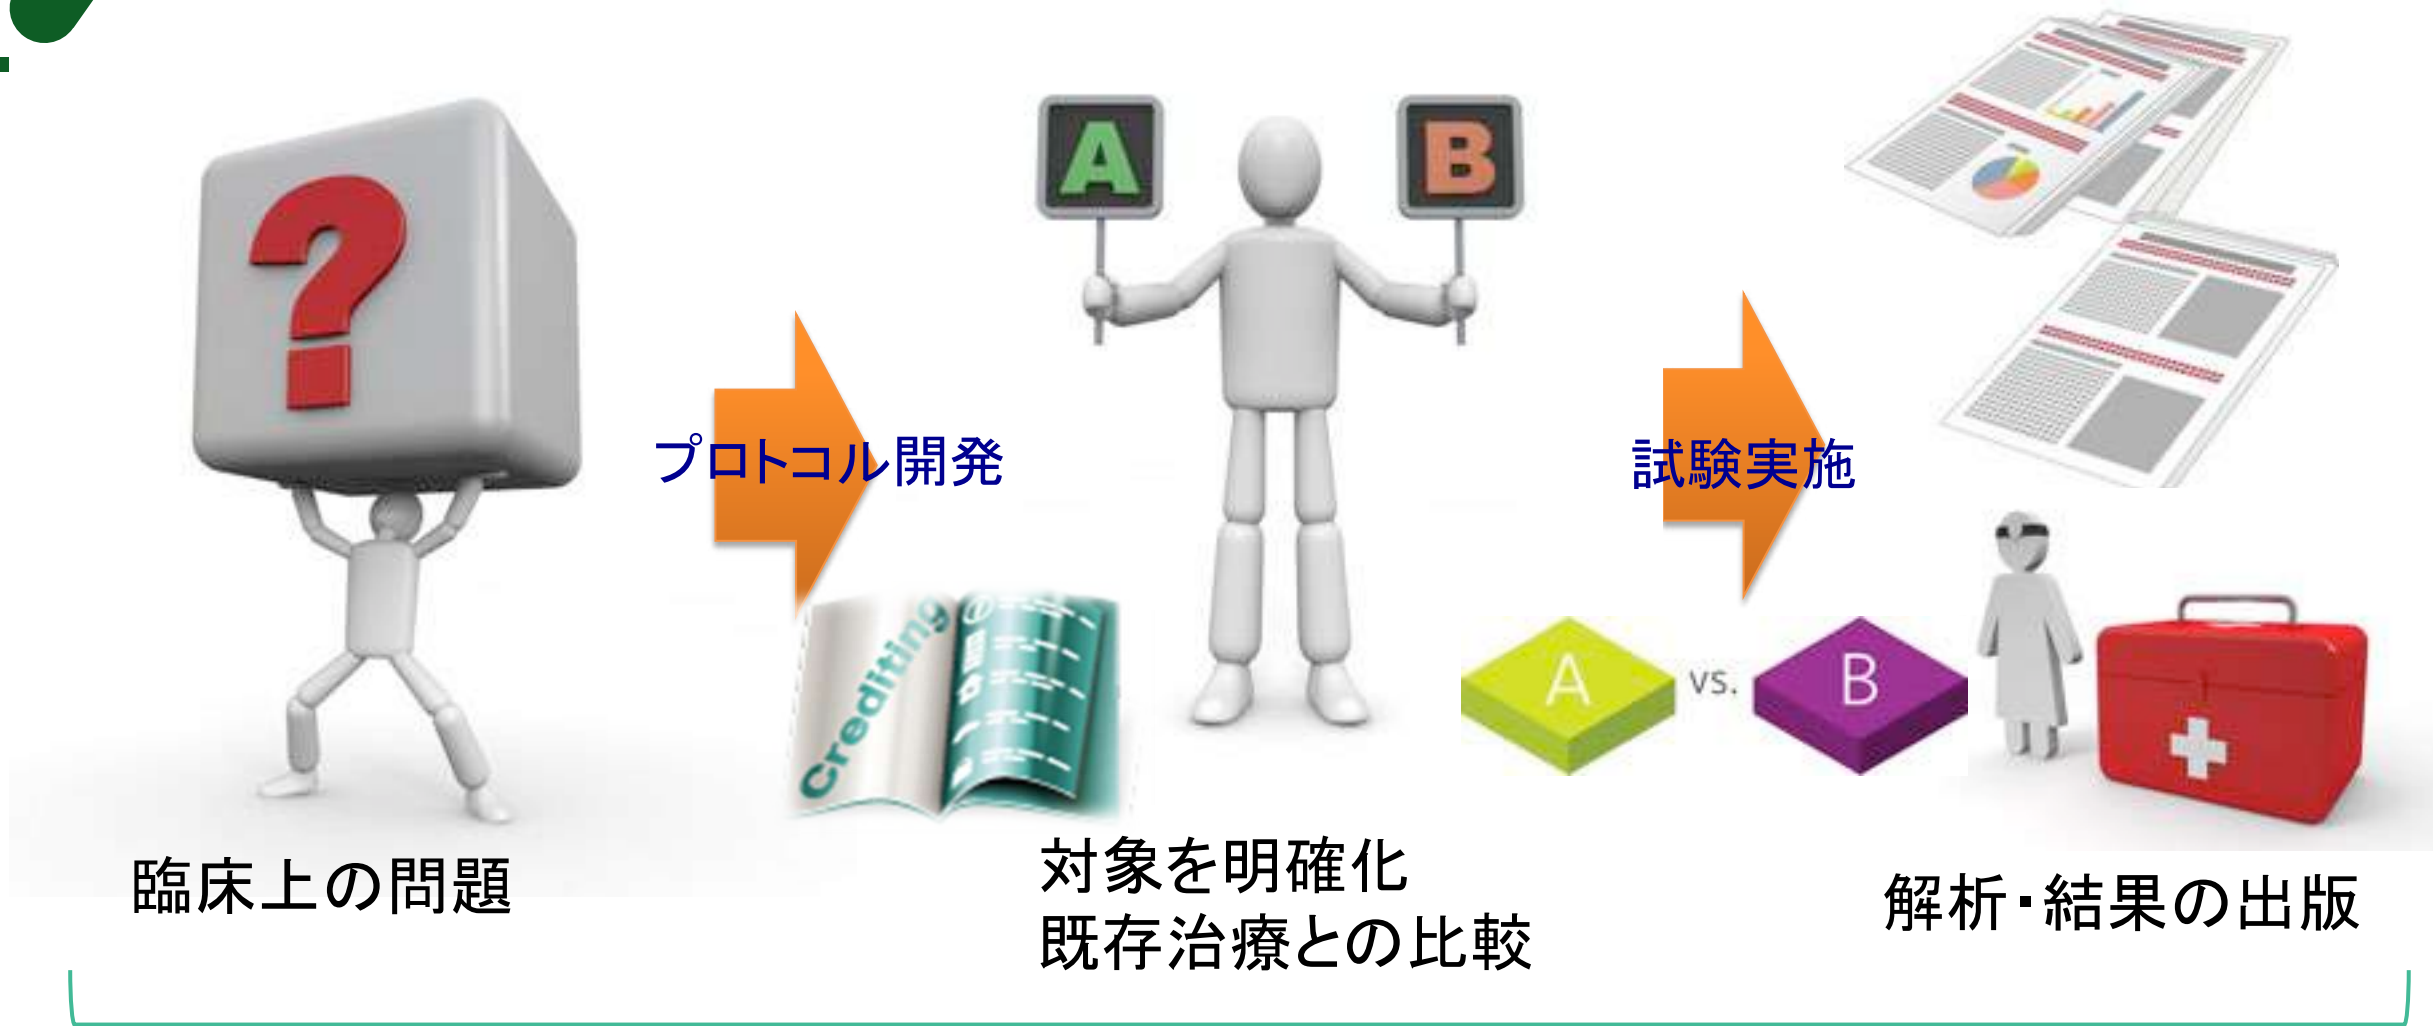 ?
A
B
プロトコル開発
試験実施
Crediting
A
vs.
B
臨床上の問題
対象を明確化
既存治療との比較
解析・結果の出版